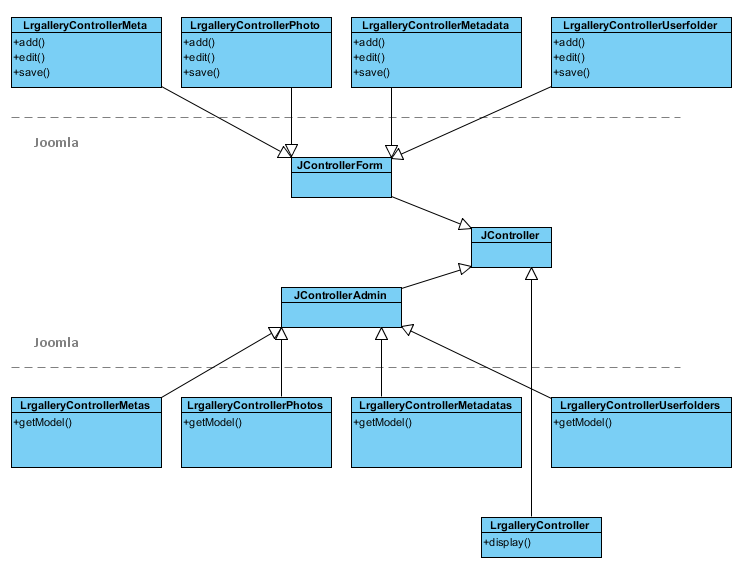 LrgalleryControllerMeta
+add()
+edit()
+save()
LrgalleryControllerPhoto
+add()
+edit()
+save()
LrgalleryControllerMetadata
+add()
+edit()
+save()
LrgalleryControllerUserfolder
+add()
+edit()
+save()
Joomla
JControllerForm
JController
JControllerAdmin
Joomla
LrgalleryControllerMetas
+getModel()
LrgalleryControllerPhotos
+getModel()
LrgalleryControllerMetadatas
+getModel()
LrgalleryControllerUserfolders
+getModel()
LrgalleryController
+display()